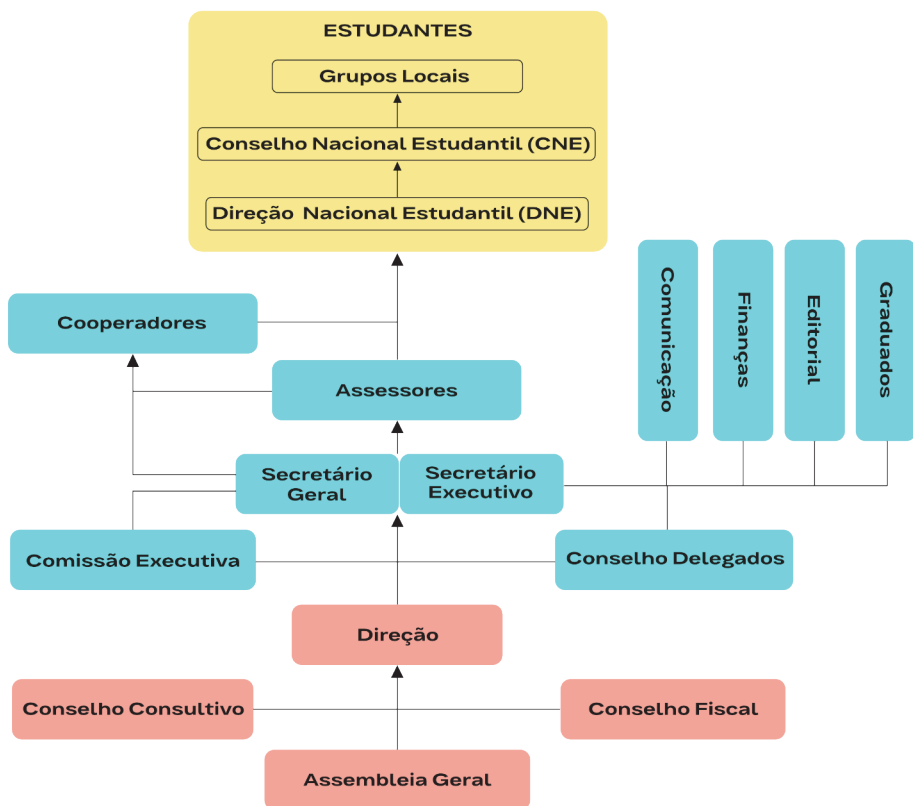 ESTUDANTES
Grupos Locais
Conselho Nacional Estudantil (CNE)
Direção Nacional Estudantil (DNE)
Comunicação
Finanças
Editorial
Graduados
Cooperadores
Assessores
Secretário
Geral
Secretário
Executivo
Comissão Executiva
Conselho Delegados
Direção
Conselho Consultivo
Conselho Fiscal
Assembleia Geral